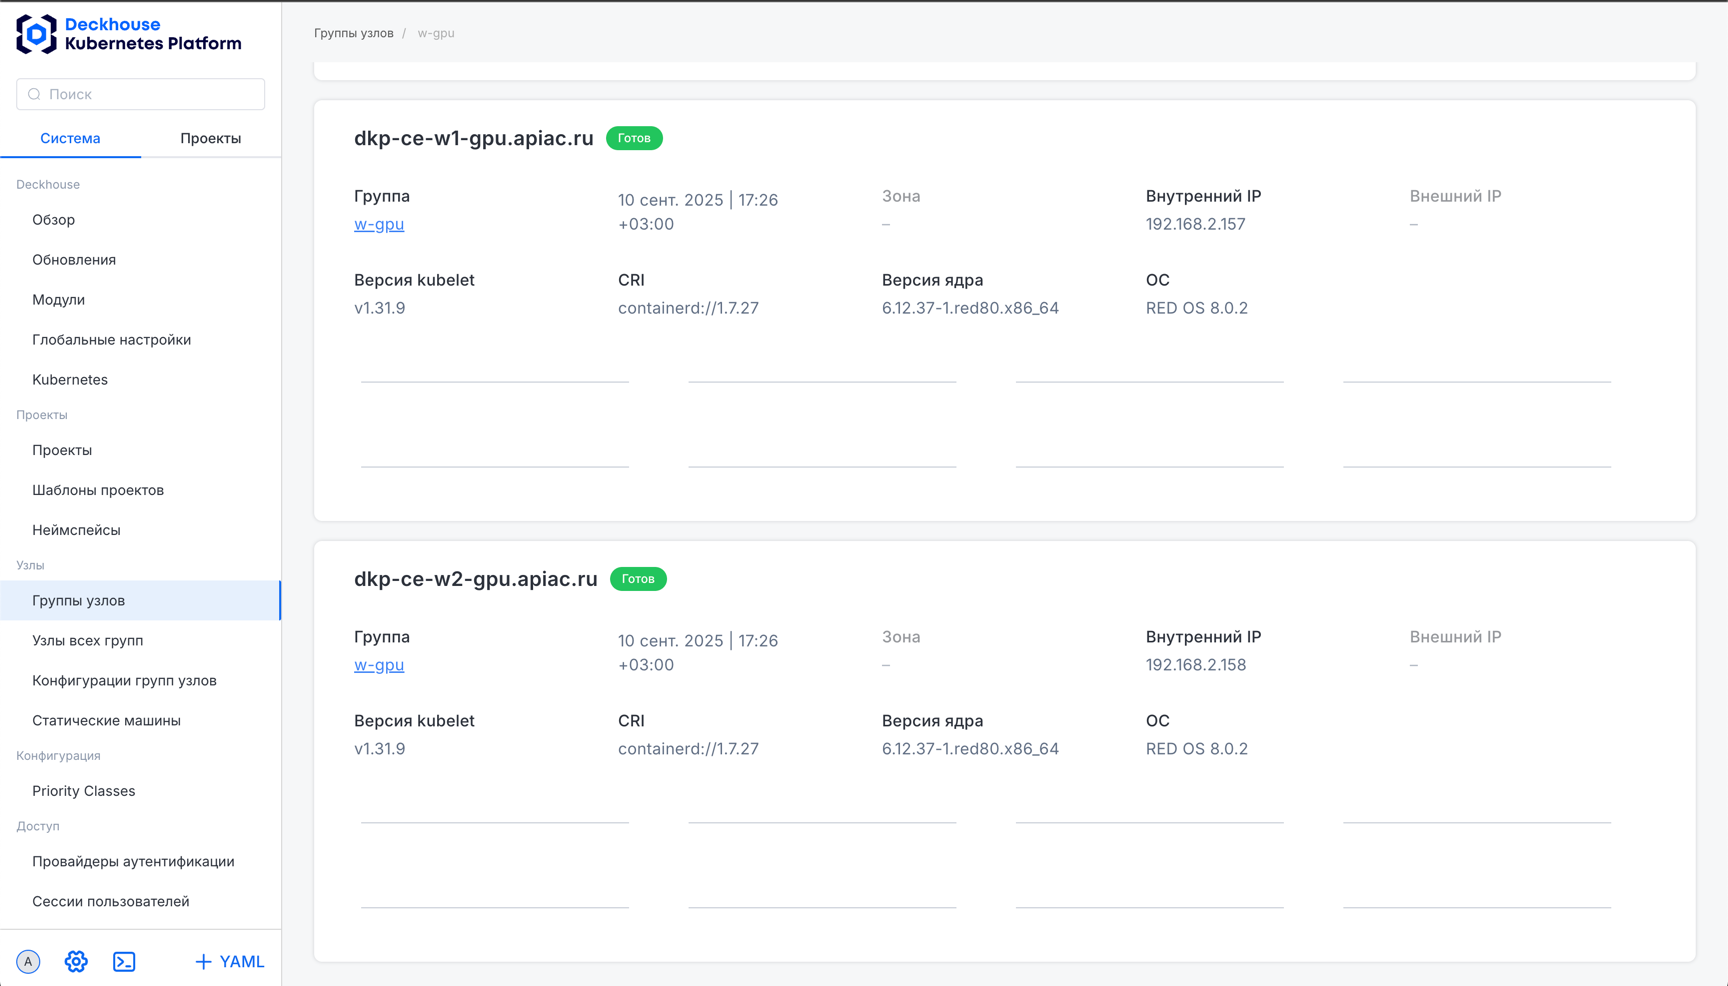 Deckhouse
Kubernetes Platform
Поиск
Система
Проекты
Deckhouse
Обзор
Обновления
Модули
Глобальные настройки
Kubernetes
Проекты
Проекты
Шаблоны проектов
Неймспейсы
Узлы
Группы узлов
Узлы всех групп
Конфигурации групп узлов
Статические машины
Конфигурация
Priority Classes
Доступ
Провайдеры аутентификации
Сессии пользователей
A
YAML
Группы узлов / w-gpu
dkp-ce-w1-gpu.apiac.ru Готов
Группа
w-gpu
10 сент. 2025 | 17:26
+03:00
Зона
–
Внутренний IP
192.168.2.157
Внешний IP
–
Версия kubelet
v1.31.9
CRI
containerd://1.7.27
Версия ядра
6.12.37-1.red80.x86_64
ОС
RED OS 8.0.2
dkp-ce-w2-gpu.apiac.ru Готов
Группа
w-gpu
10 сент. 2025 | 17:26
+03:00
Зона
–
Внутренний IP
192.168.2.158
Внешний IP
–
Версия kubelet
v1.31.9
CRI
containerd://1.7.27
Версия ядра
6.12.37-1.red80.x86_64
ОС
RED OS 8.0.2